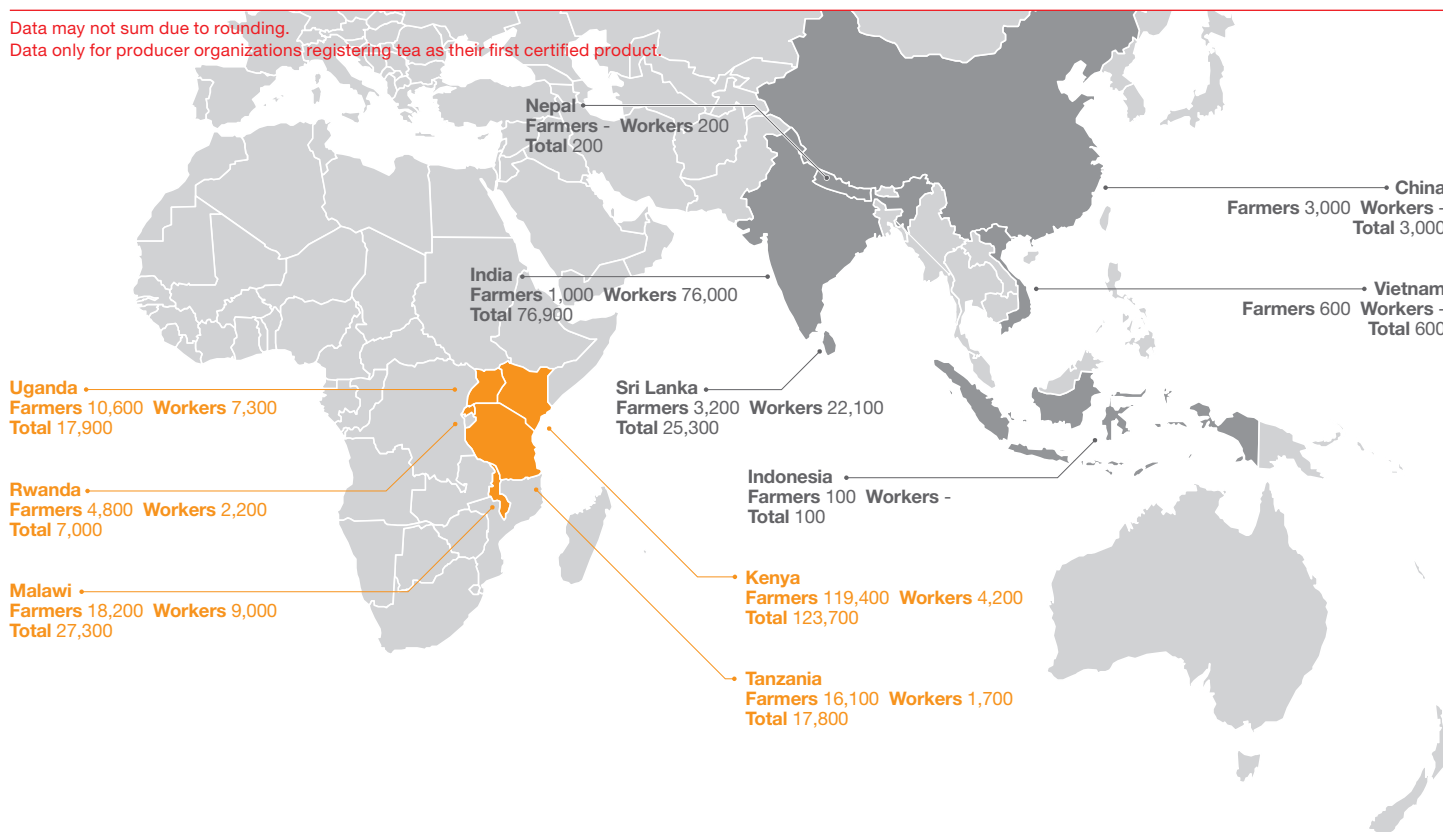 Data may not sum due to rounding.
Data only for producer organizations registering tea as their first certified product.
Nepal
Farmers - Workers 200
Total 200
China
Farmers 3,000 Workers -
Total 3,000
India
Farmers 1,000 Workers 76,000
Total 76,900
Vietnam
Farmers 600 Workers -
Total 600
Uganda
Farmers 10,600 Workers 7,300
Total 17,900
Sri Lanka
Farmers 3,200 Workers 22,100
Total 25,300
Rwanda
Farmers 4,800 Workers 2,200
Total 7,000
Indonesia
Farmers 100 Workers -
Total 100
Malawi
Farmers 18,200 Workers 9,000
Total 27,300
Kenya
Farmers 119,400 Workers 4,200
Total 123,700
Tanzania
Farmers 16,100 Workers 1,700
Total 17,800